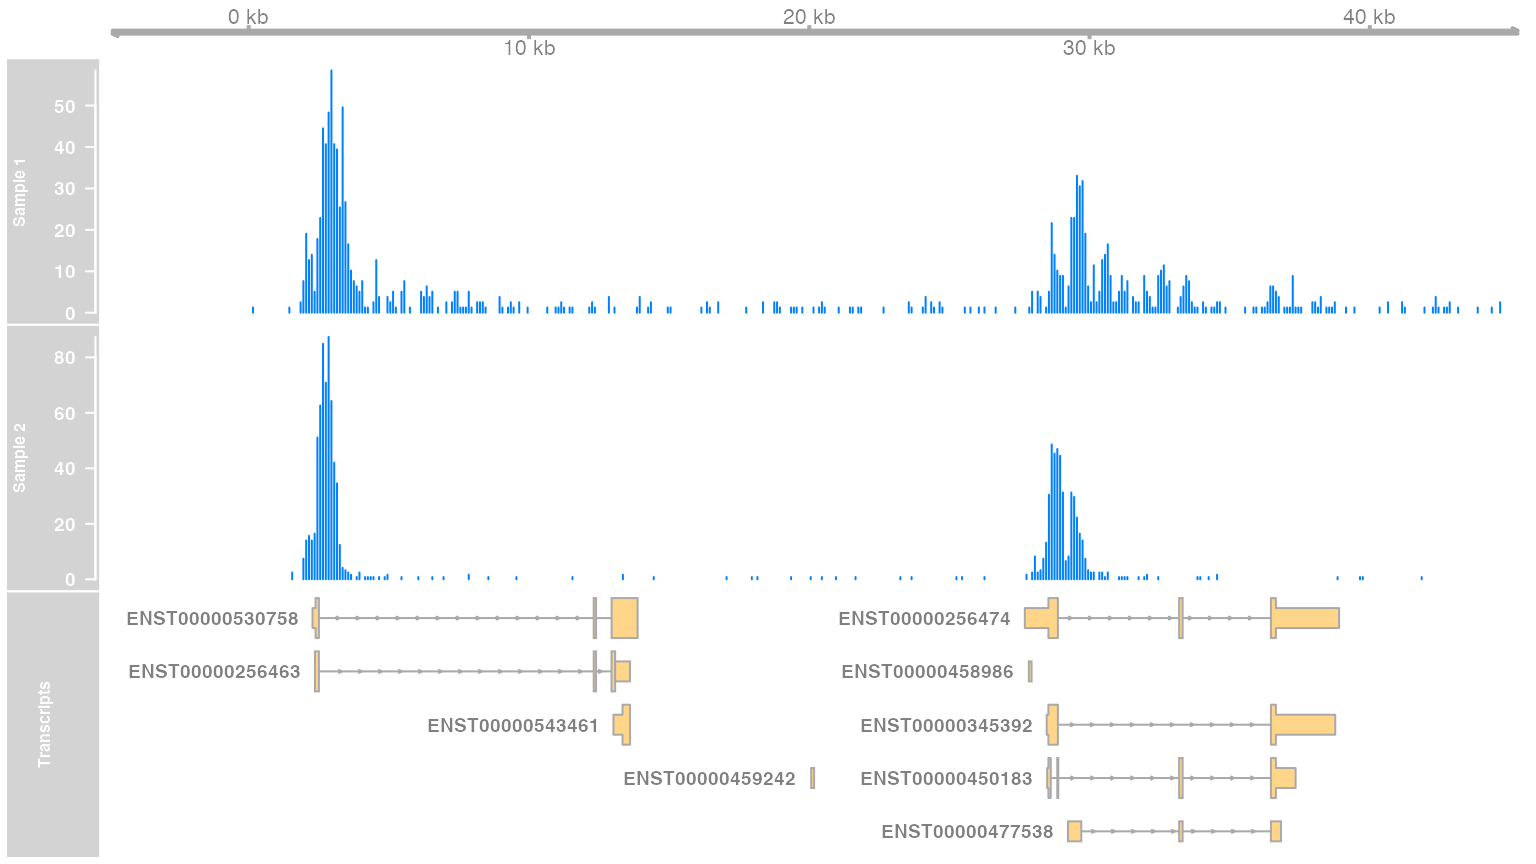 0 kb 20 kb 40 kb
10 kb 30 kb
Sample 1
50
40
30
20
10
0
Sample 2
80
60
40
20
0
Transcripts
ENST00000530758 ENST00000256474
ENST00000256463 ENST00000458986
ENST00000543461 ENST00000345392
ENST00000459242 ENST00000450183
ENST00000477538